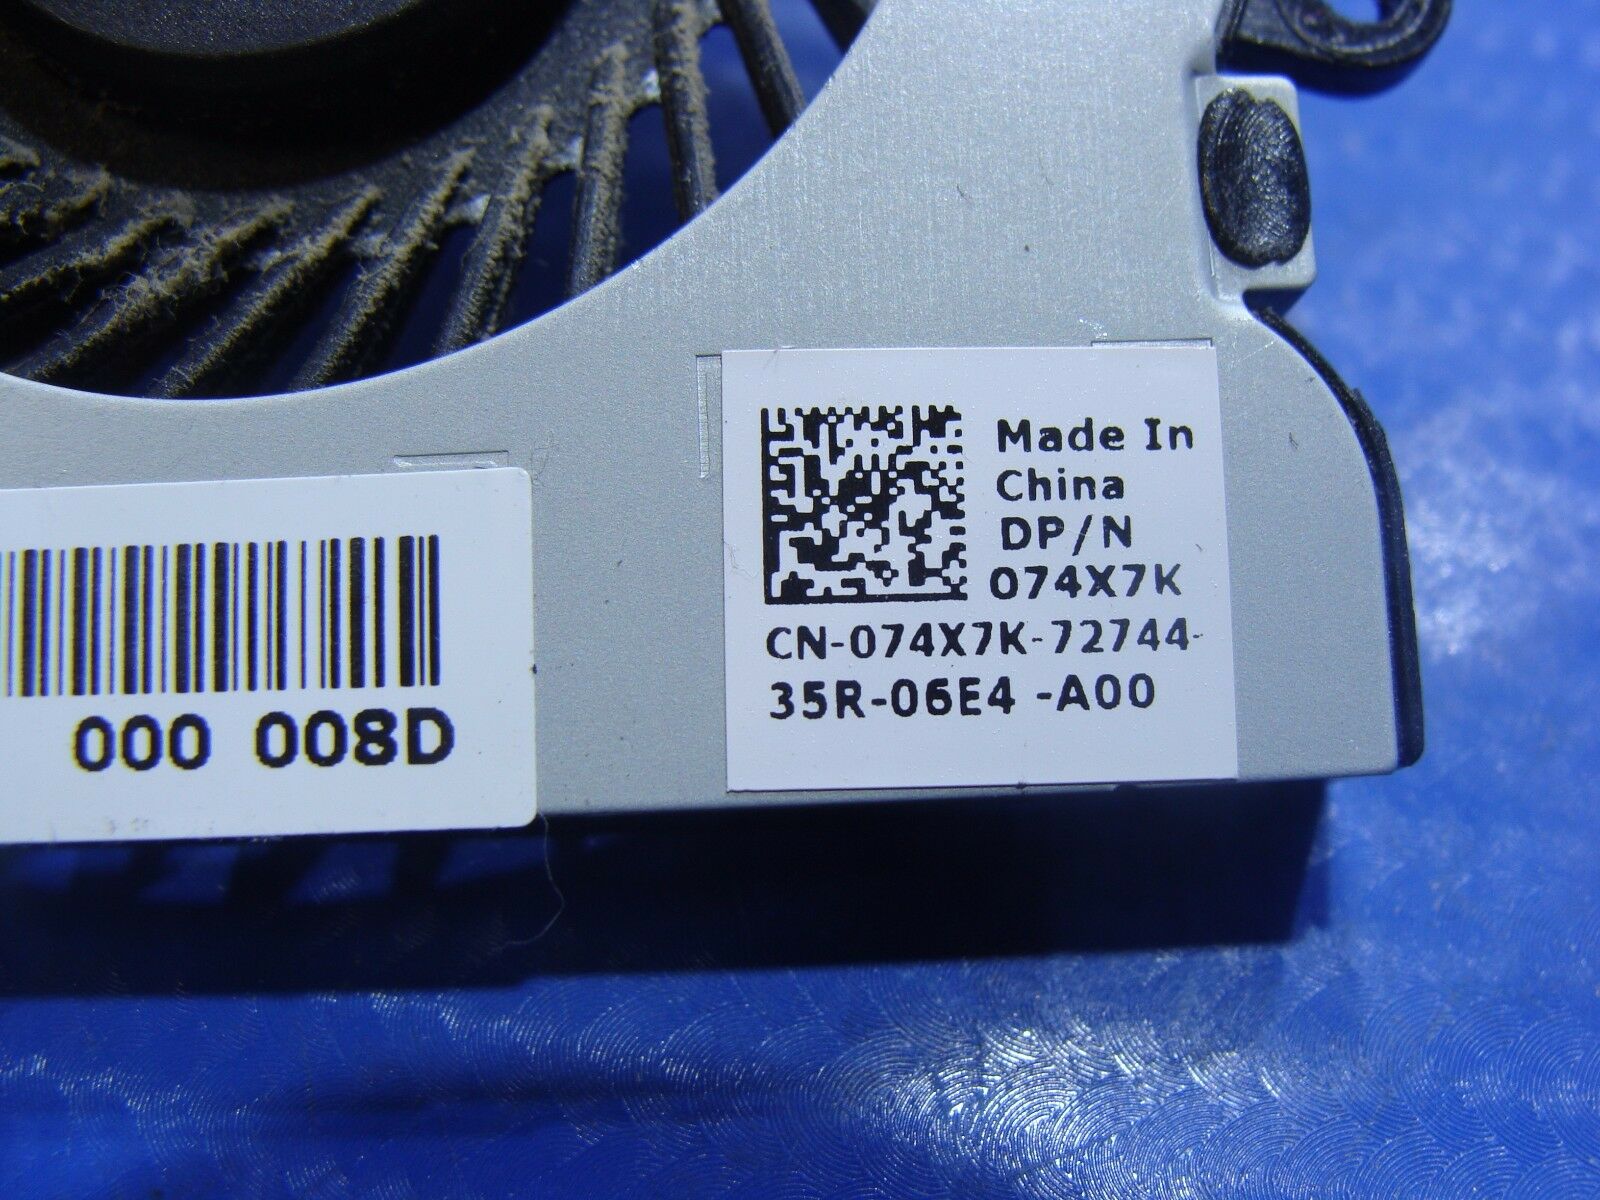 Made In
China
DP/N
074X7K
CN-074X7K-72744-
35R-06E4 -A00
000 008D